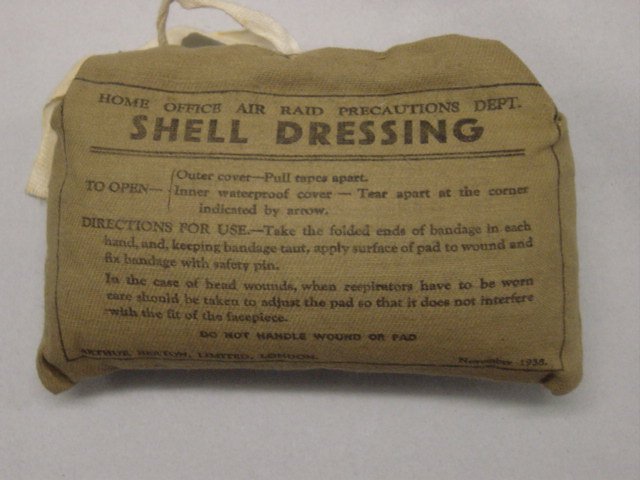 HOME OFFICE AIR RAID PRECAUTIONS DEPT.
SHELL DRESSING
Outer cover—Pull tapes apart.
TO OPEN— Inner waterproof cover — Tear apart at the corner
indicated by arrow.
DIRECTIONS FOR USE.—Take the folded ends of bandage in each
hand, and, keeping bandage taut, apply surface of pad to wound and
fix bandage with safety pin.
In the case of head wounds, when respirators have to be worn
care should be taken to adjust the pad so that it does not interfere
with the fit of the facepiece.
DO NOT HANDLE WOUND OR PAD
ARTHUR BERTON, LIMITED, LONDON. November 1938.